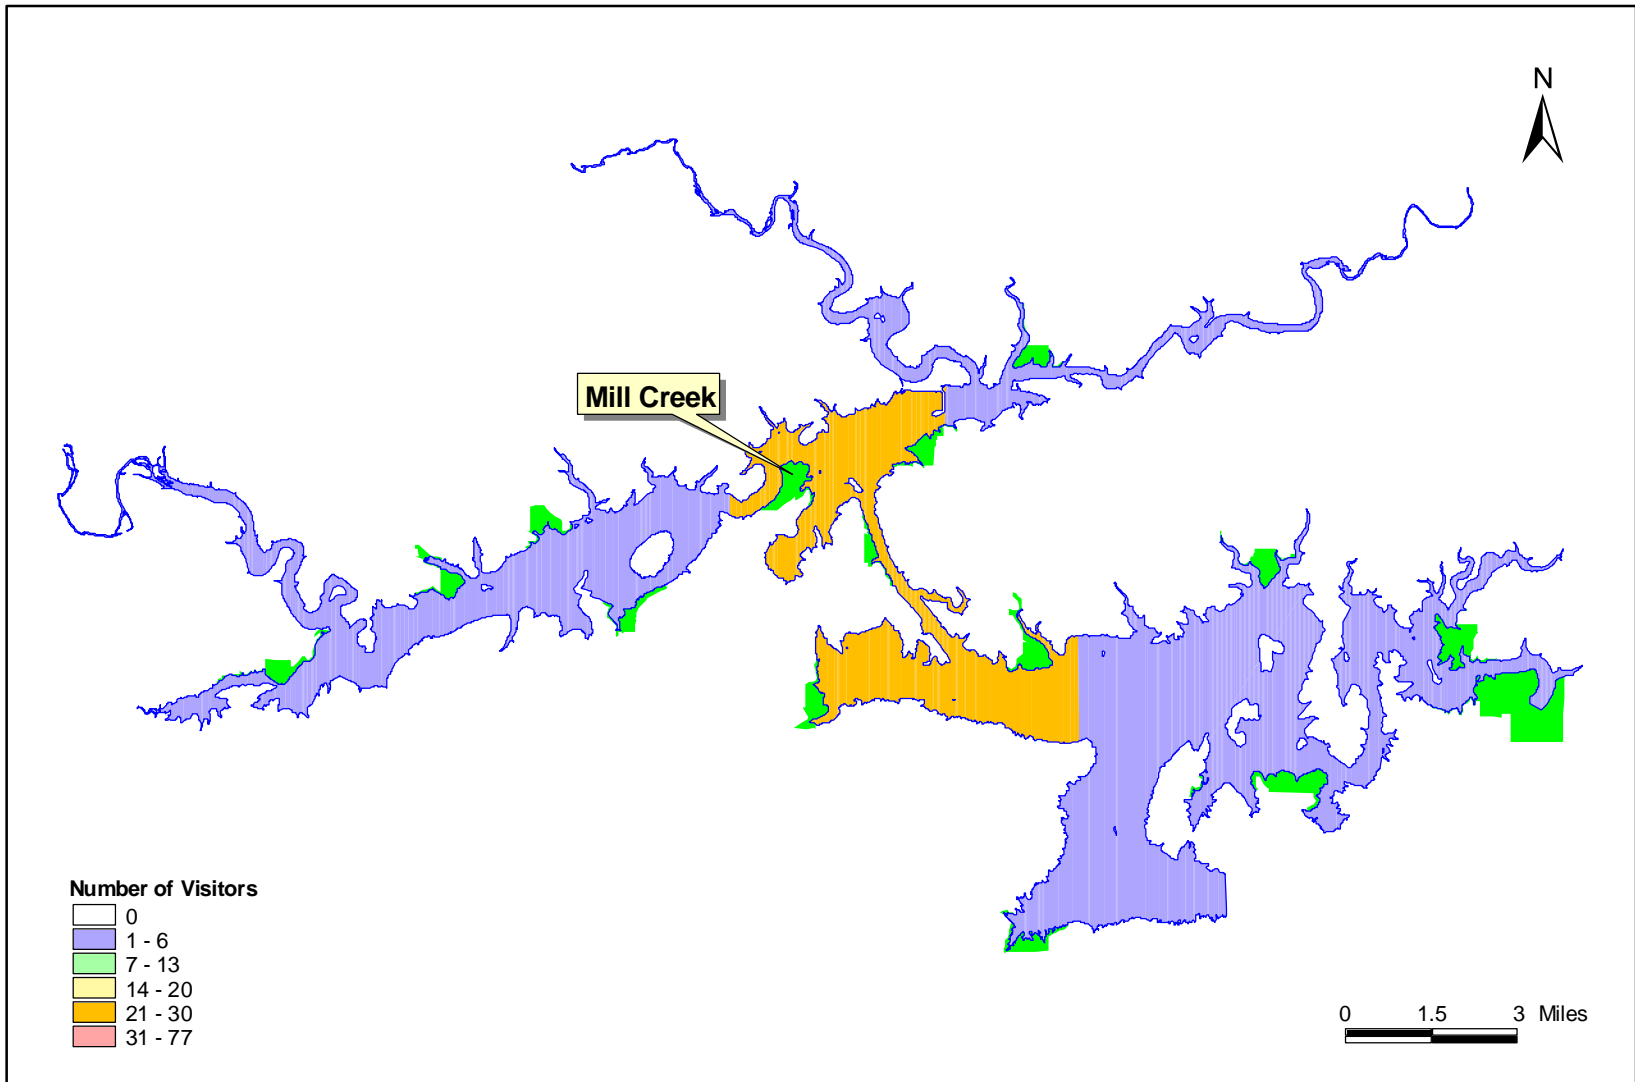 N
Mill Creek
Number of Visitors
0
1 - 6
7 - 13
14 - 20
21 - 30
31 - 77
0 1.5 3 Miles